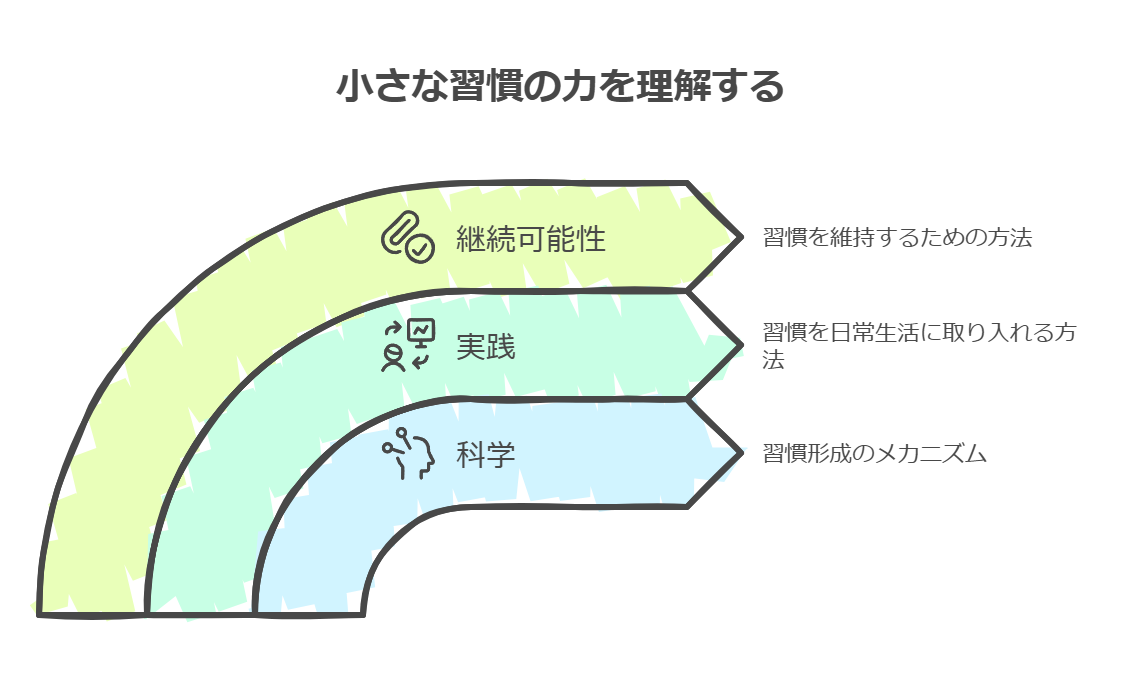 小さな習慣の力を理解する
継続可能性
習慣を維持するための方法
実践
習慣を日常生活に取り入れる方
法
科学
習慣形成のメカニズム